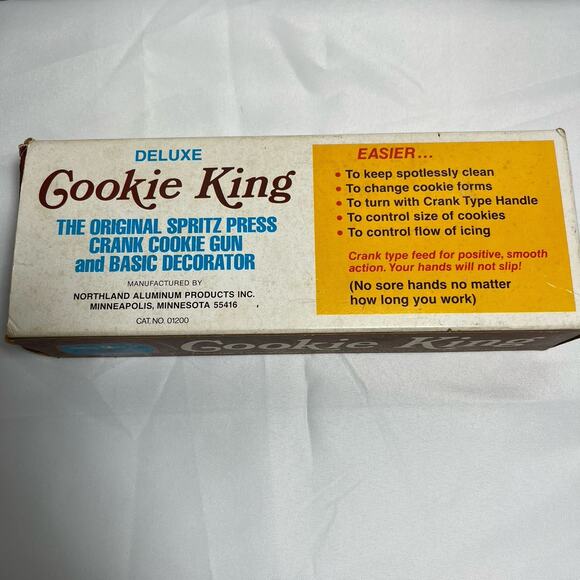 DELUXE
Cookie King
THE ORIGINAL SPRITZ PRESS
CRANK COOKIE GUN
and BASIC DECORATOR
MANUFACTURED BY
NORTHLAND ALUMINUM PRODUCTS INC.
MINNEAPOLIS, MINNESOTA 55416
CAT. NO. 01200
EASIER...
• To keep spotlessly clean
• To change cookie forms
• To turn with Crank Type Handle
• To control size of cookies
• To control flow of icing
Crank type feed for positive, smooth
action. Your hands will not slip!
(No sore hands no matter
how long you work)
Cookie King